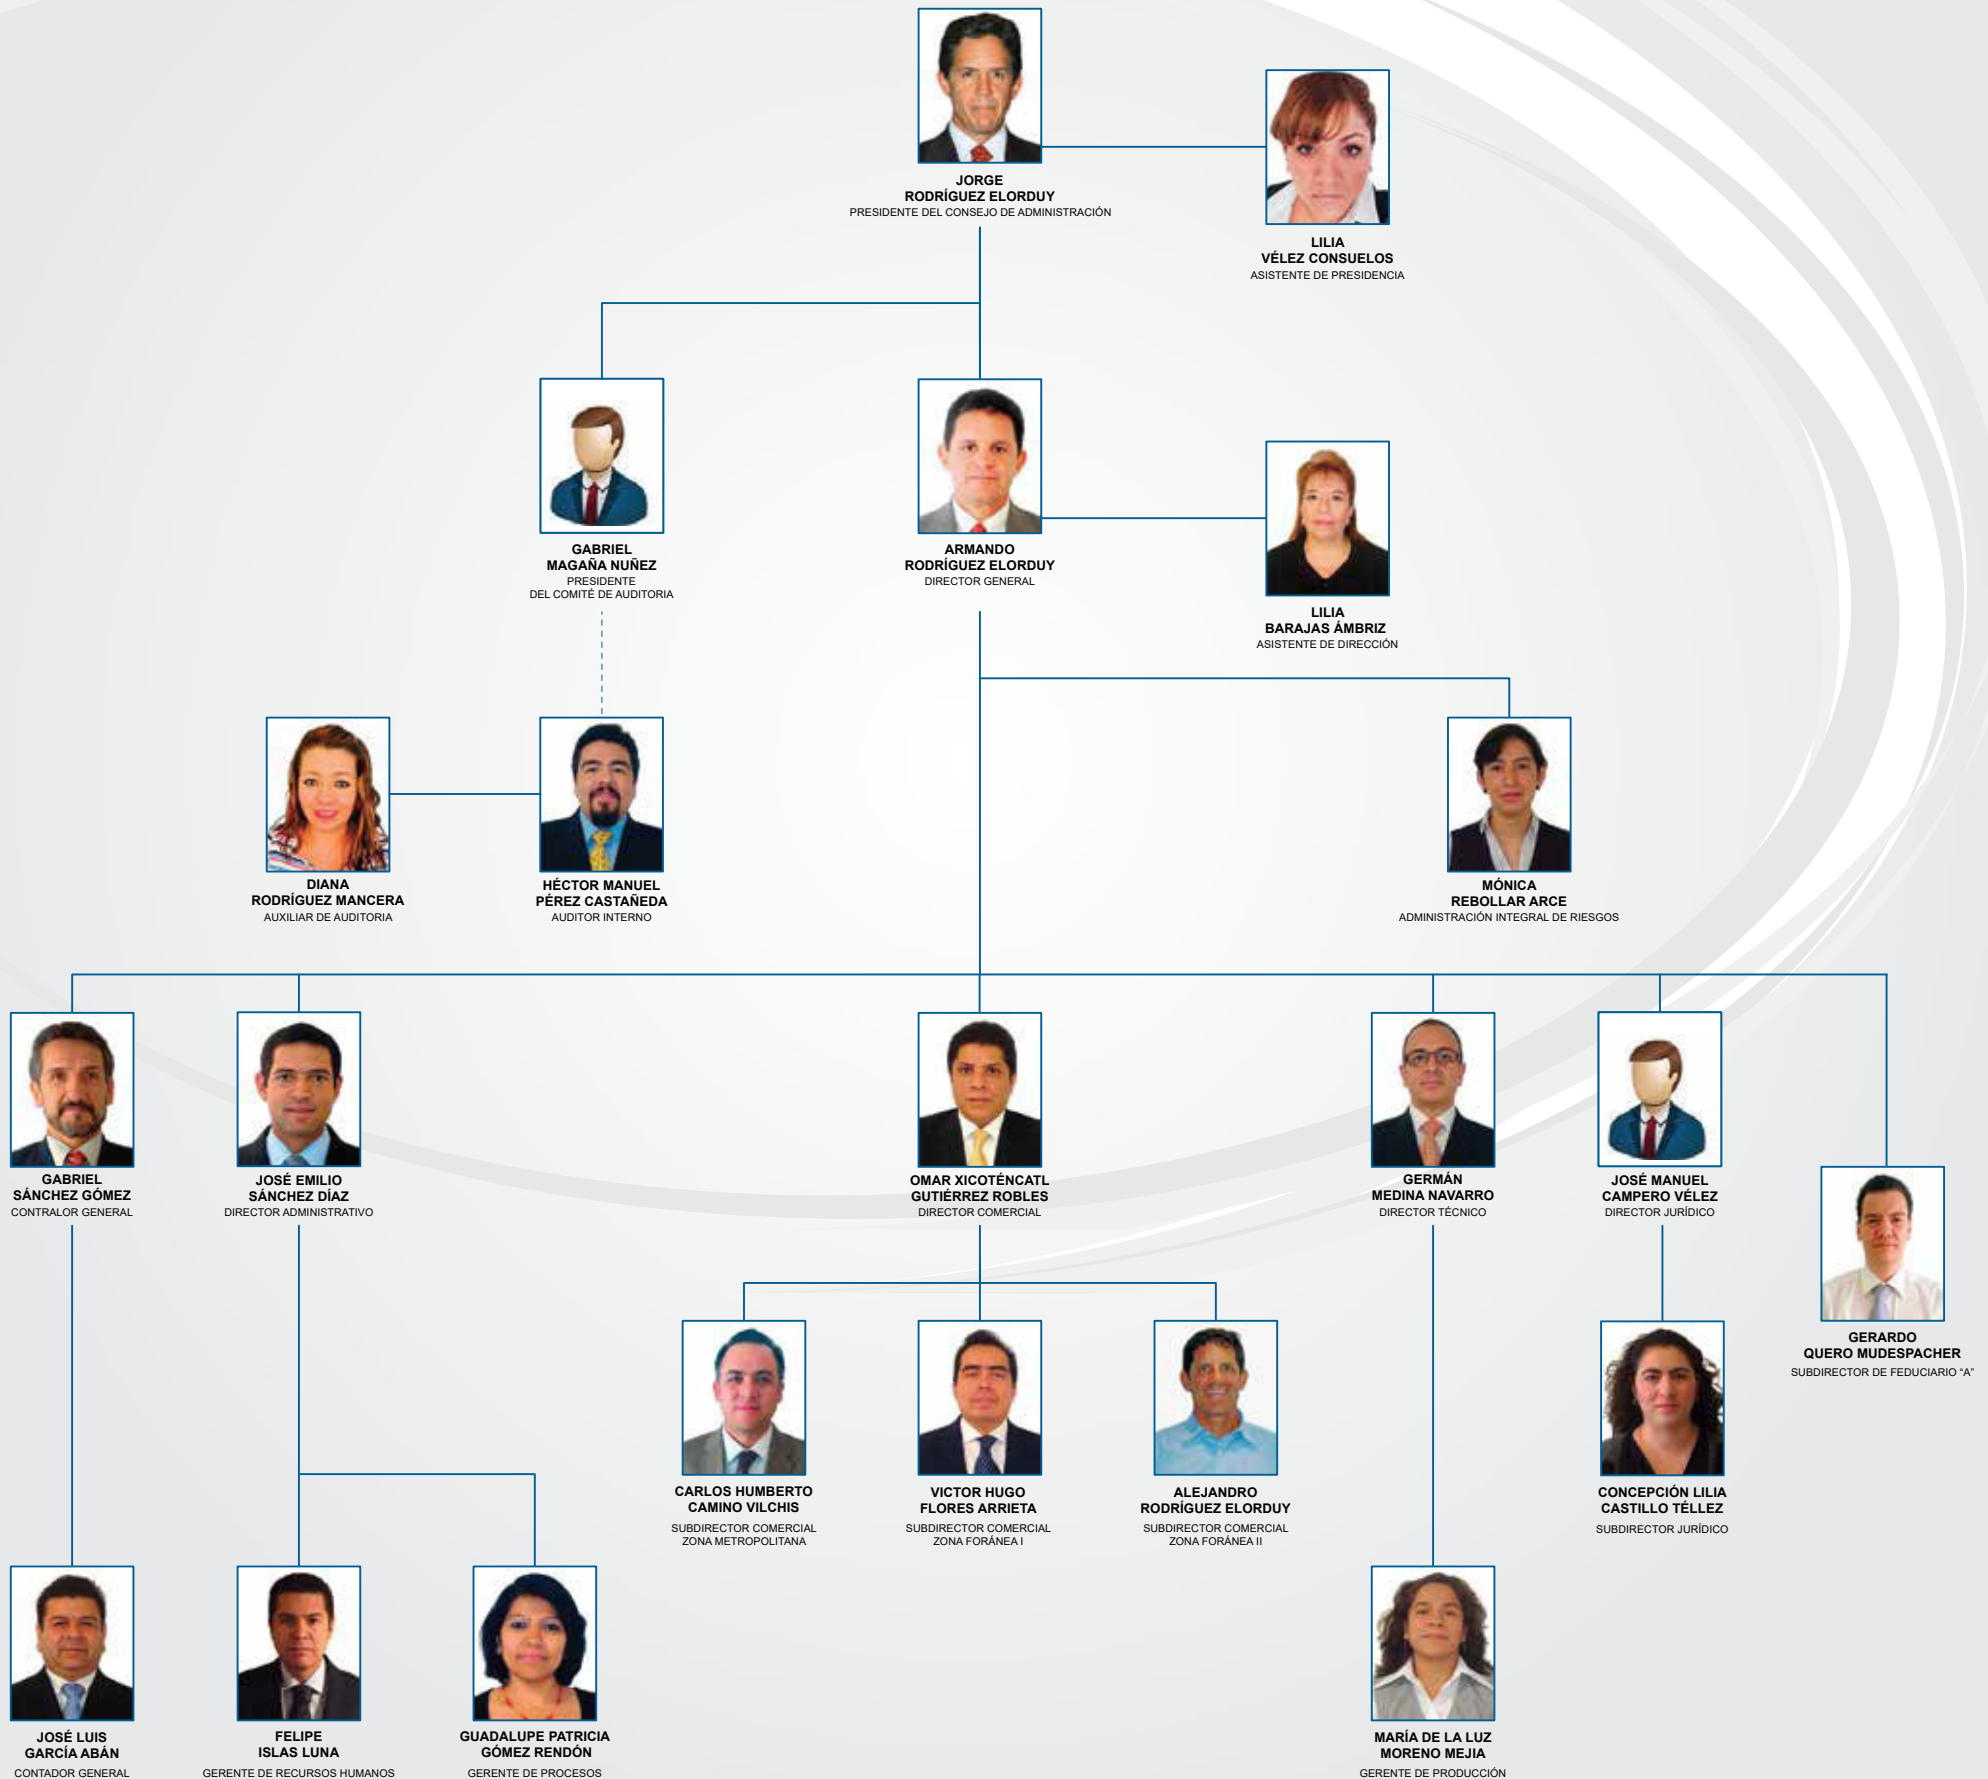 JORGE
RODRÍGUEZ ELORDUY
PRESIDENTE DEL CONSEJO DE ADMINISTRACIÓN
LILIA
VÉLEZ CONSUELOS
ASISTENTE DE PRESIDENCIA
GABRIEL
MAGAÑA NUÑEZ
PRESIDENTE
DEL COMITÉ DE AUDITORIA
ARMANDO
RODRÍGUEZ ELORDUY
DIRECTOR GENERAL
LILIA
BARAJAS ÁMBRIZ
ASISTENTE DE DIRECCIÓN
DIANA
RODRÍGUEZ MANCERA
AUXILIAR DE AUDITORIA
HÉCTOR MANUEL
PÉREZ CASTAÑEDA
AUDITOR INTERNO
MÓNICA
REBOLLAR ARCE
ADMINISTRACIÓN INTEGRAL DE RIESGOS
GABRIEL
SÁNCHEZ GÓMEZ
CONTRALOR GENERAL
JOSÉ EMILIO
SÁNCHEZ DÍAZ
DIRECTOR ADMINISTRATIVO
OMAR XICOTÉNCATL
GUTIÉRREZ ROBLES
DIRECTOR COMERCIAL
GERMÁN
MEDINA NAVARRO
DIRECTOR TÉCNICO
JOSÉ MANUEL
CAMPERO VÉLEZ
DIRECTOR JURÍDICO
GERARDO
QUERO MUDESPACHER
SUBDIRECTOR DE FEDUCIARIO “A”
CARLOS HUMBERTO
CAMINO VILCHIS
SUBDIRECTOR COMERCIAL
ZONA METROPOLITANA
VICTOR HUGO
FLORES ARRIETA
SUBDIRECTOR COMERCIAL
ZONA FORÁNEA I
ALEJANDRO
RODRÍGUEZ ELORDUY
SUBDIRECTOR COMERCIAL
ZONA FORÁNEA II
CONCEPCIÓN LILIA
CASTILLO TÉLLEZ
SUBDIRECTOR JURÍDICO
JOSÉ LUIS
GARCÍA ABÁN
CONTADOR GENERAL
FELIPE
ISLAS LUNA
GERENTE DE RECURSOS HUMANOS
GUADALUPE PATRICIA
GÓMEZ RENDÓN
GERENTE DE PROCESOS
MARÍA DE LA LUZ
MORENO MEJIA
GERENTE DE PRODUCCIÓN